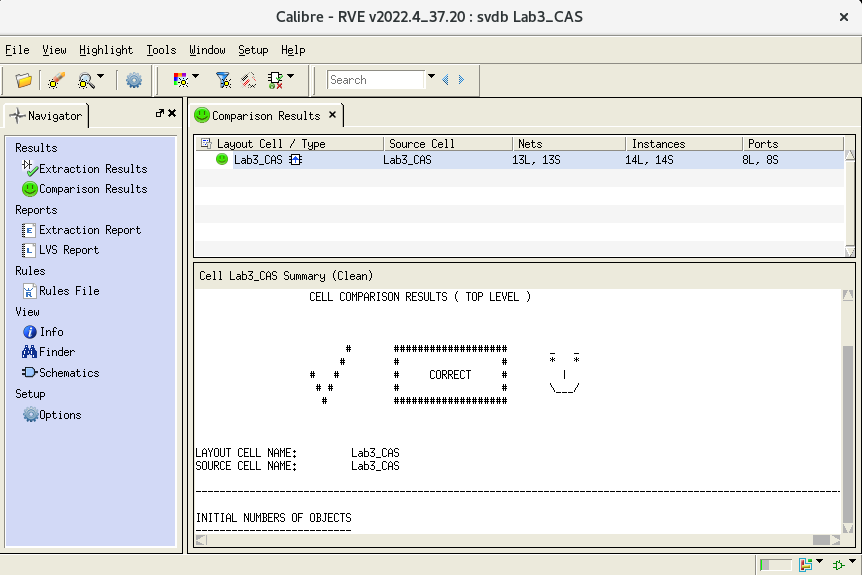 Calibre - RVE v2022.4_37.20 : svdb Lab3_CAS
File View Highlight Tools Window Setup Help
Search
Navigator
Results
Extraction Results
Comparison Results
Reports
Extraction Report
LVS Report
Rules
Rules File
View
Info
Finder
Schematics
Setup
Options
Comparison Results
Layout Cell / Type Source Cell Nets Instances Ports
Lab3_CAS Lab3_CAS 13L, 13S 14L, 14S 8L, 8S
Cell Lab3_CAS Summary (Clean)
CELL COMPARISON RESULTS ( TOP LEVEL )
# ################### _ _
# # # * *
# # # CORRECT # |
# # # # \___/
# ###################
LAYOUT CELL NAME: Lab3_CAS
SOURCE CELL NAME: Lab3_CAS
INITIAL NUMBERS OF OBJECTS